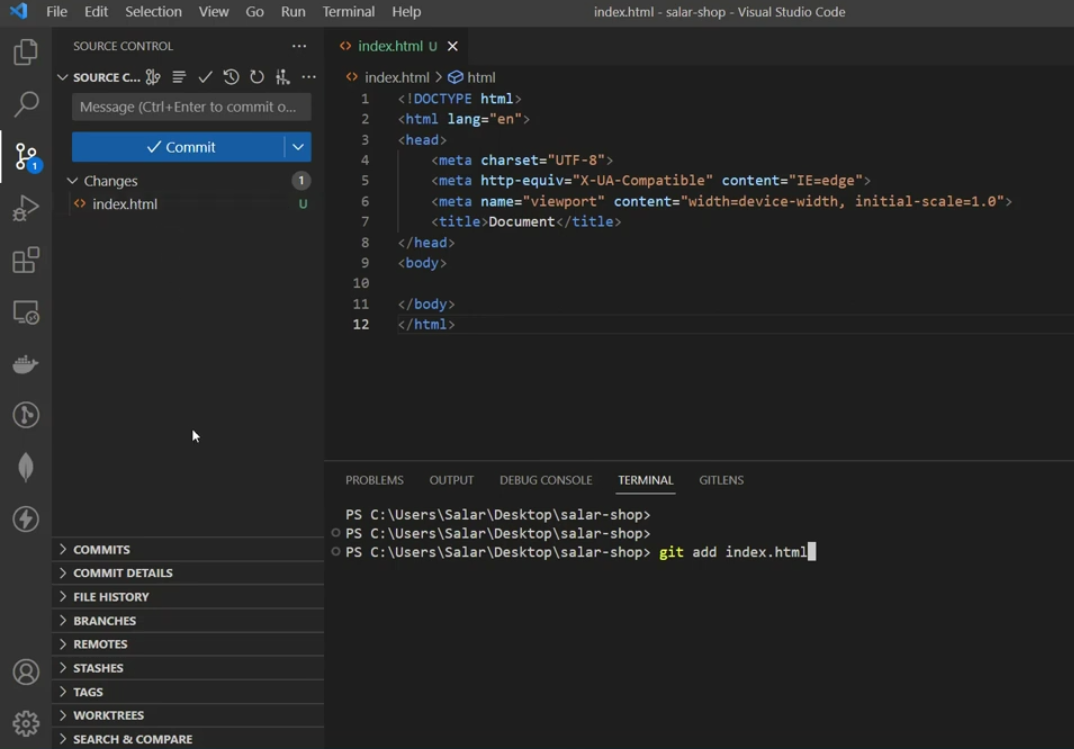 File Edit Selection View Go Run Terminal Help
index.html - salar-shop - Visual Studio Code
SOURCE CONTROL
SOURCE C...
Message (Ctrl+Enter to commit o...
Commit
Changes 1
index.html U
1
COMMITS
COMMIT DETAILS
FILE HISTORY
BRANCHES
REMOTES
STASHES
TAGS
WORKTREES
SEARCH & COMPARE
index.html U
index.html > html
1 <!DOCTYPE html>
2 <html lang="en">
3 <head>
4     <meta charset="UTF-8">
5     <meta http-equiv="X-UA-Compatible" content="IE=edge">
6     <meta name="viewport" content="width=device-width, initial-scale=1.0">
7     <title>Document</title>
8 </head>
9 <body>
10
11 </body>
12 </html>
PROBLEMS OUTPUT DEBUG CONSOLE TERMINAL GITLENS
PS C:\Users\Salar\Desktop\salar-shop>
PS C:\Users\Salar\Desktop\salar-shop>
PS C:\Users\Salar\Desktop\salar-shop> git add index.html